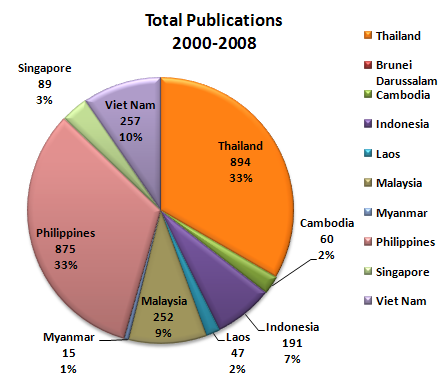 Total Publications
2000-2008
Singapore
89
3%
Viet Nam
257
10%
Thailand
894
33%
Cambodia
60
2%
Indonesia
191
7%
Laos
47
2%
Malaysia
252
9%
Myanmar
15
1%
Philippines
875
33%
Thailand
Brunei
Darussalam
Cambodia
Indonesia
Laos
Malaysia
Myanmar
Philippines
Singapore
Viet Nam